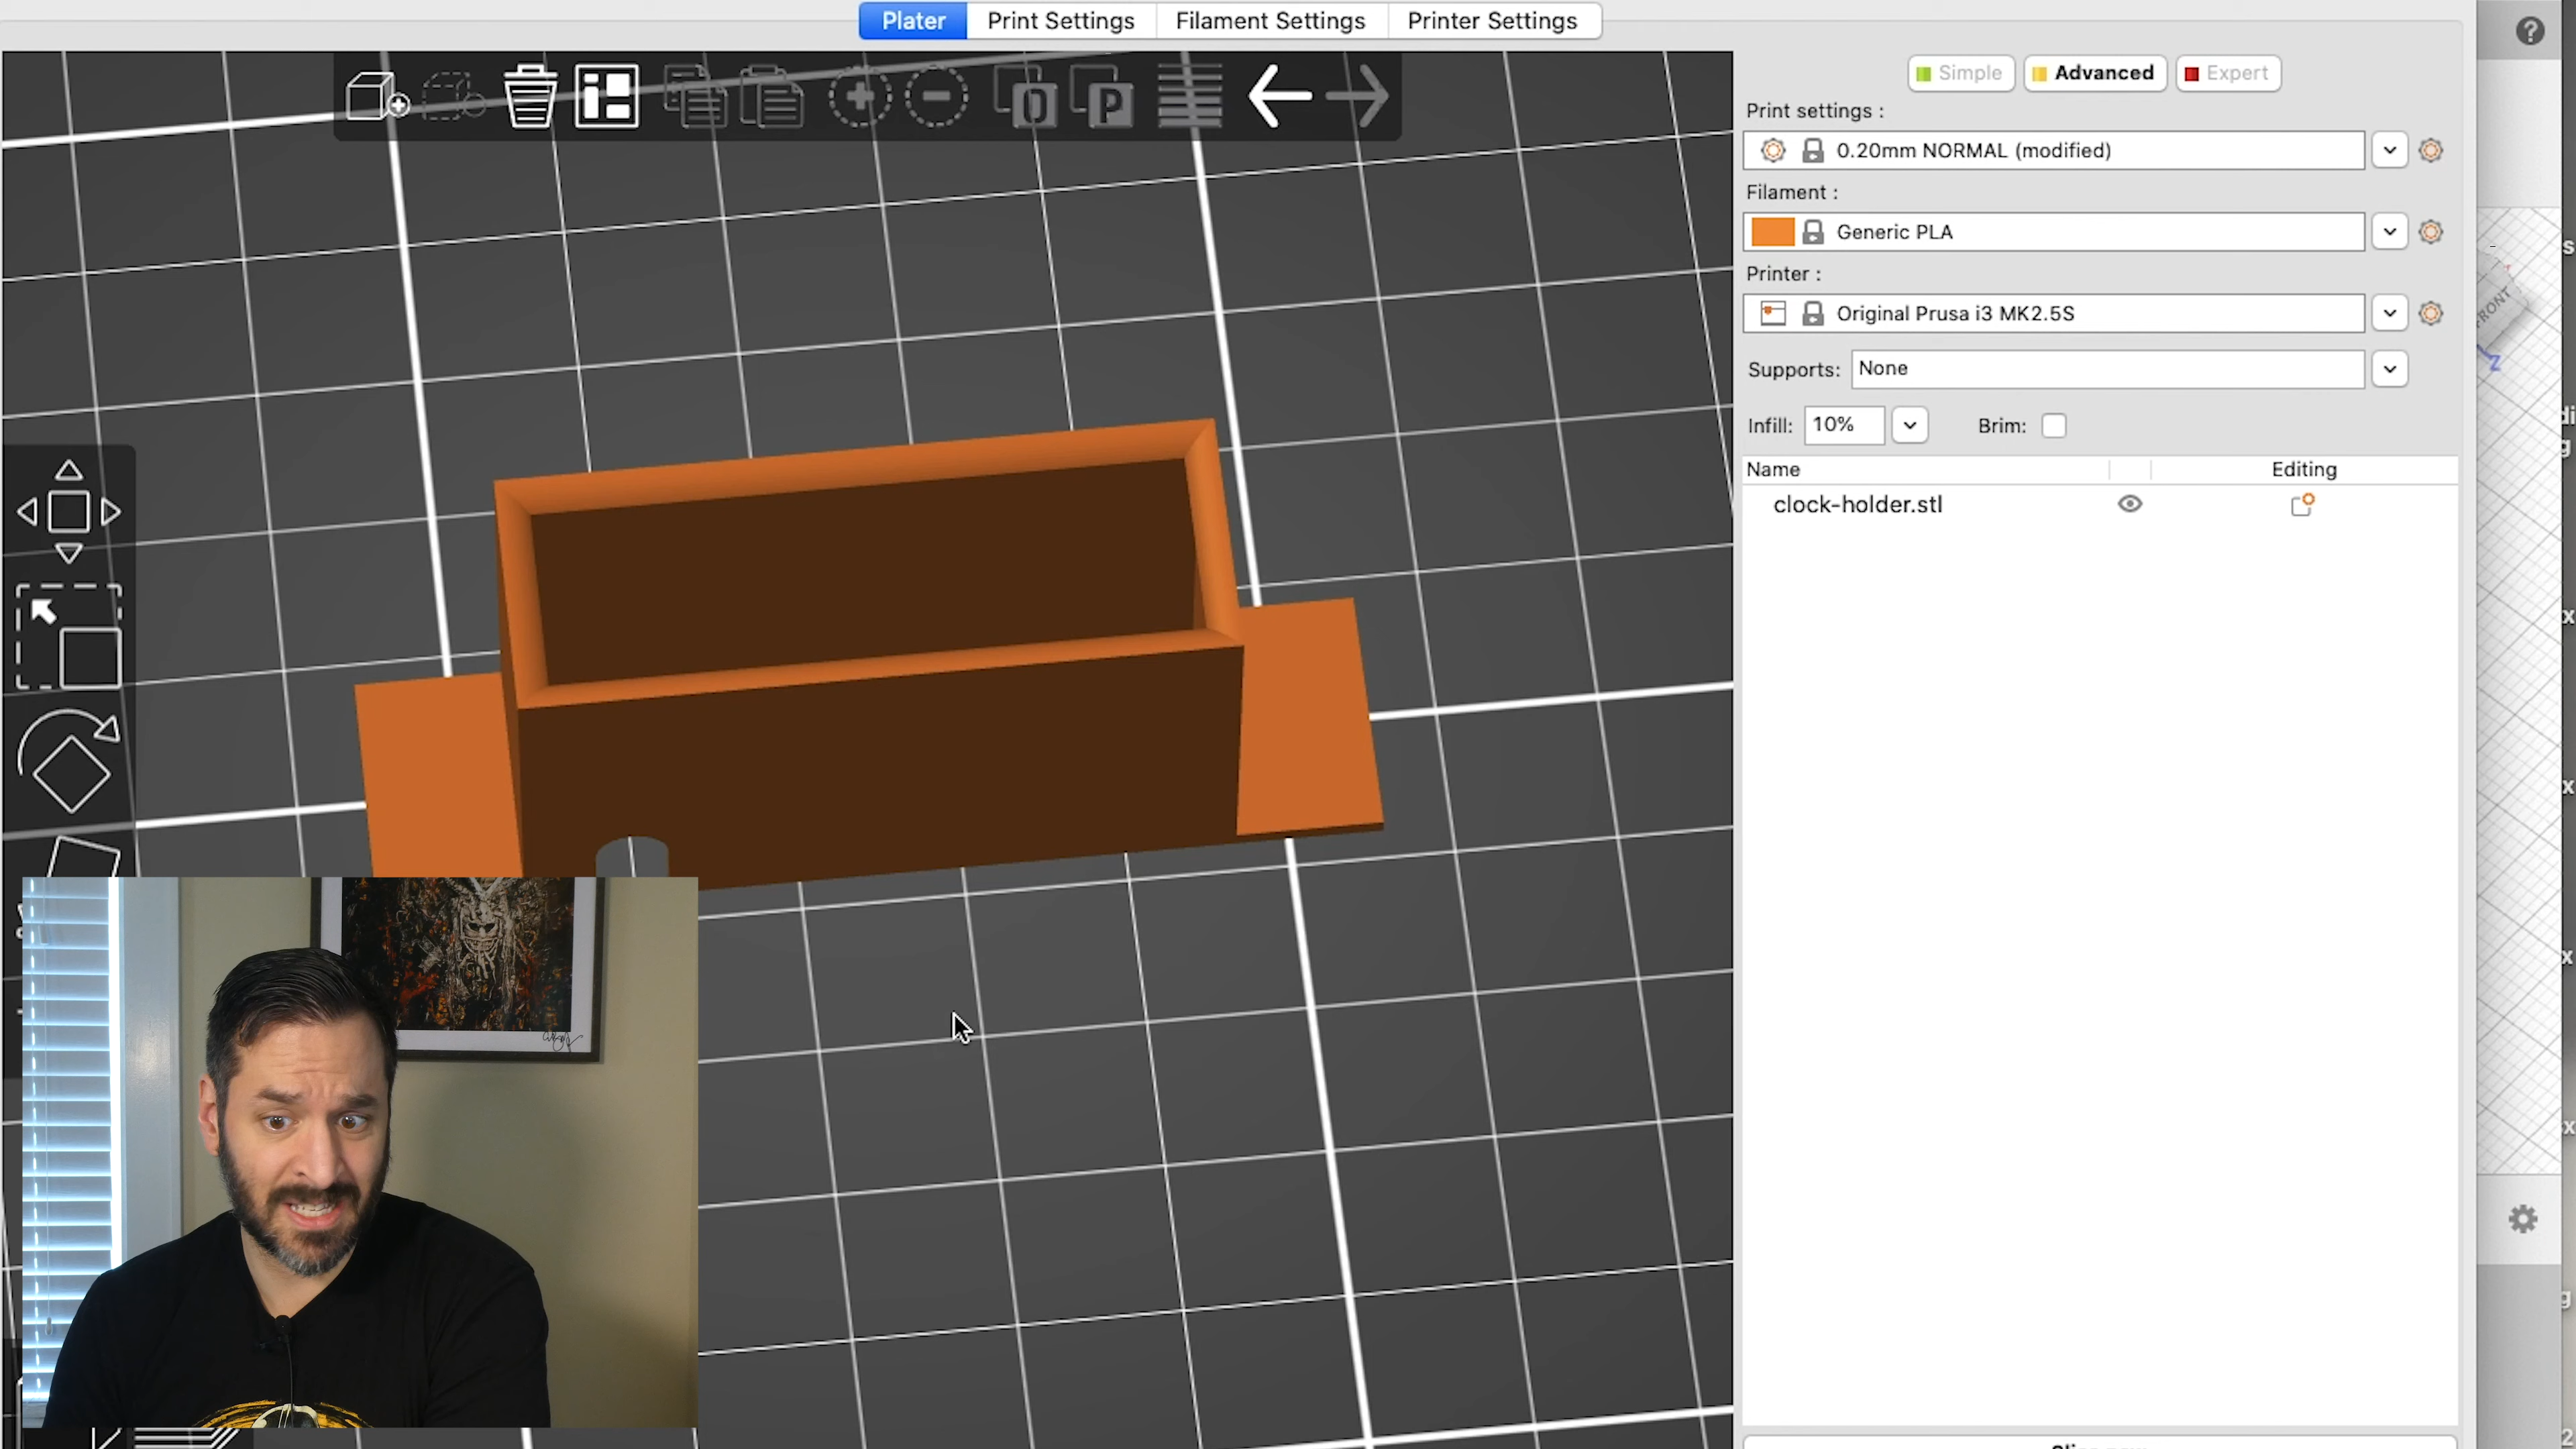 Plater Print Settings Filament Settings Printer Settings
Simple Advanced Expert
Print settings :
0.20mm NORMAL (modified)
Filament :
Generic PLA
Printer :
Original Prusa i3 MK2.5S
Supports: None
Infill: 10% Brim:
Name Editing
clock-holder.stl
FRONT
Z